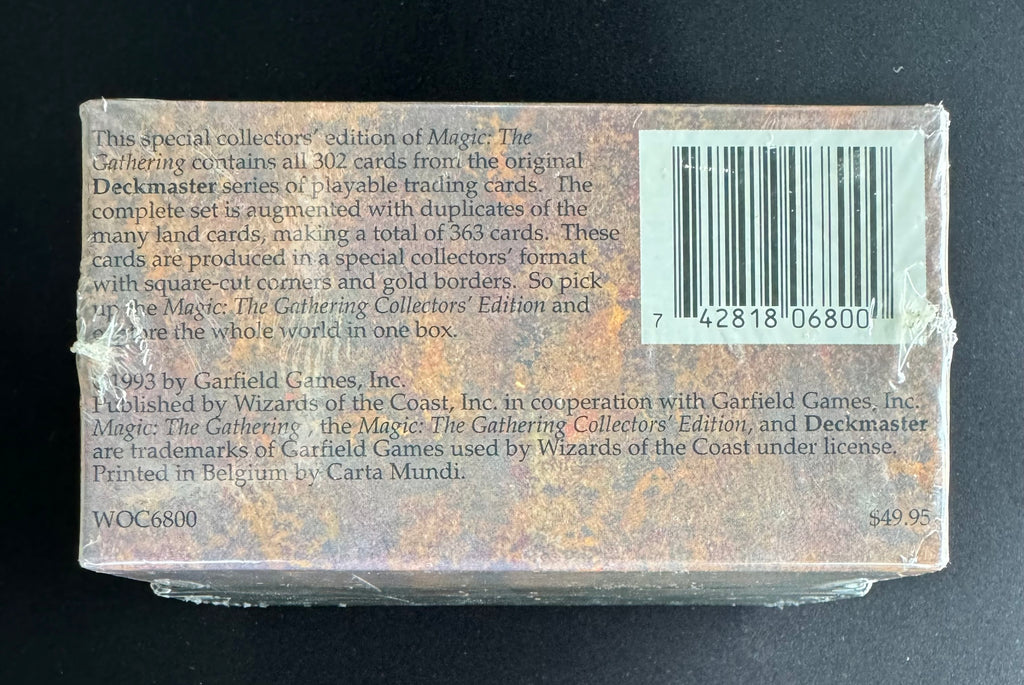 This special collectors' edition of Magic: The
Gathering contains all 302 cards from the original
Deckmaster series of playable trading cards. The
complete set is augmented with duplicates of the
many land cards, making a total of 363 cards. These
cards are produced in a special collectors' format
with square-cut corners and gold borders. So pick
up the Magic: The Gathering Collectors' Edition and
explore the whole world in one box.
©1993 by Garfield Games, Inc.
Published by Wizards of the Coast, Inc. in cooperation with Garfield Games, Inc.
Magic: The Gathering , the Magic: The Gathering Collectors' Edition, and Deckmaster
are trademarks of Garfield Games used by Wizards of the Coast under license.
Printed in Belgium by Carta Mundi.
WOC6800
$49.95
7 42818 06800